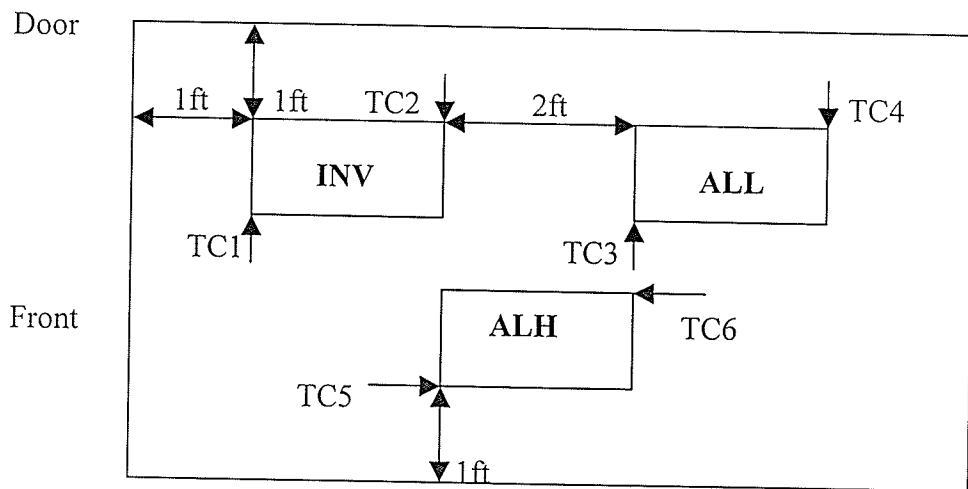 Door
1ft
1ft
TC2
2ft
TC4
INV
ALL
TC1
TC3
Front
ALH
TC6
TC5
1ft